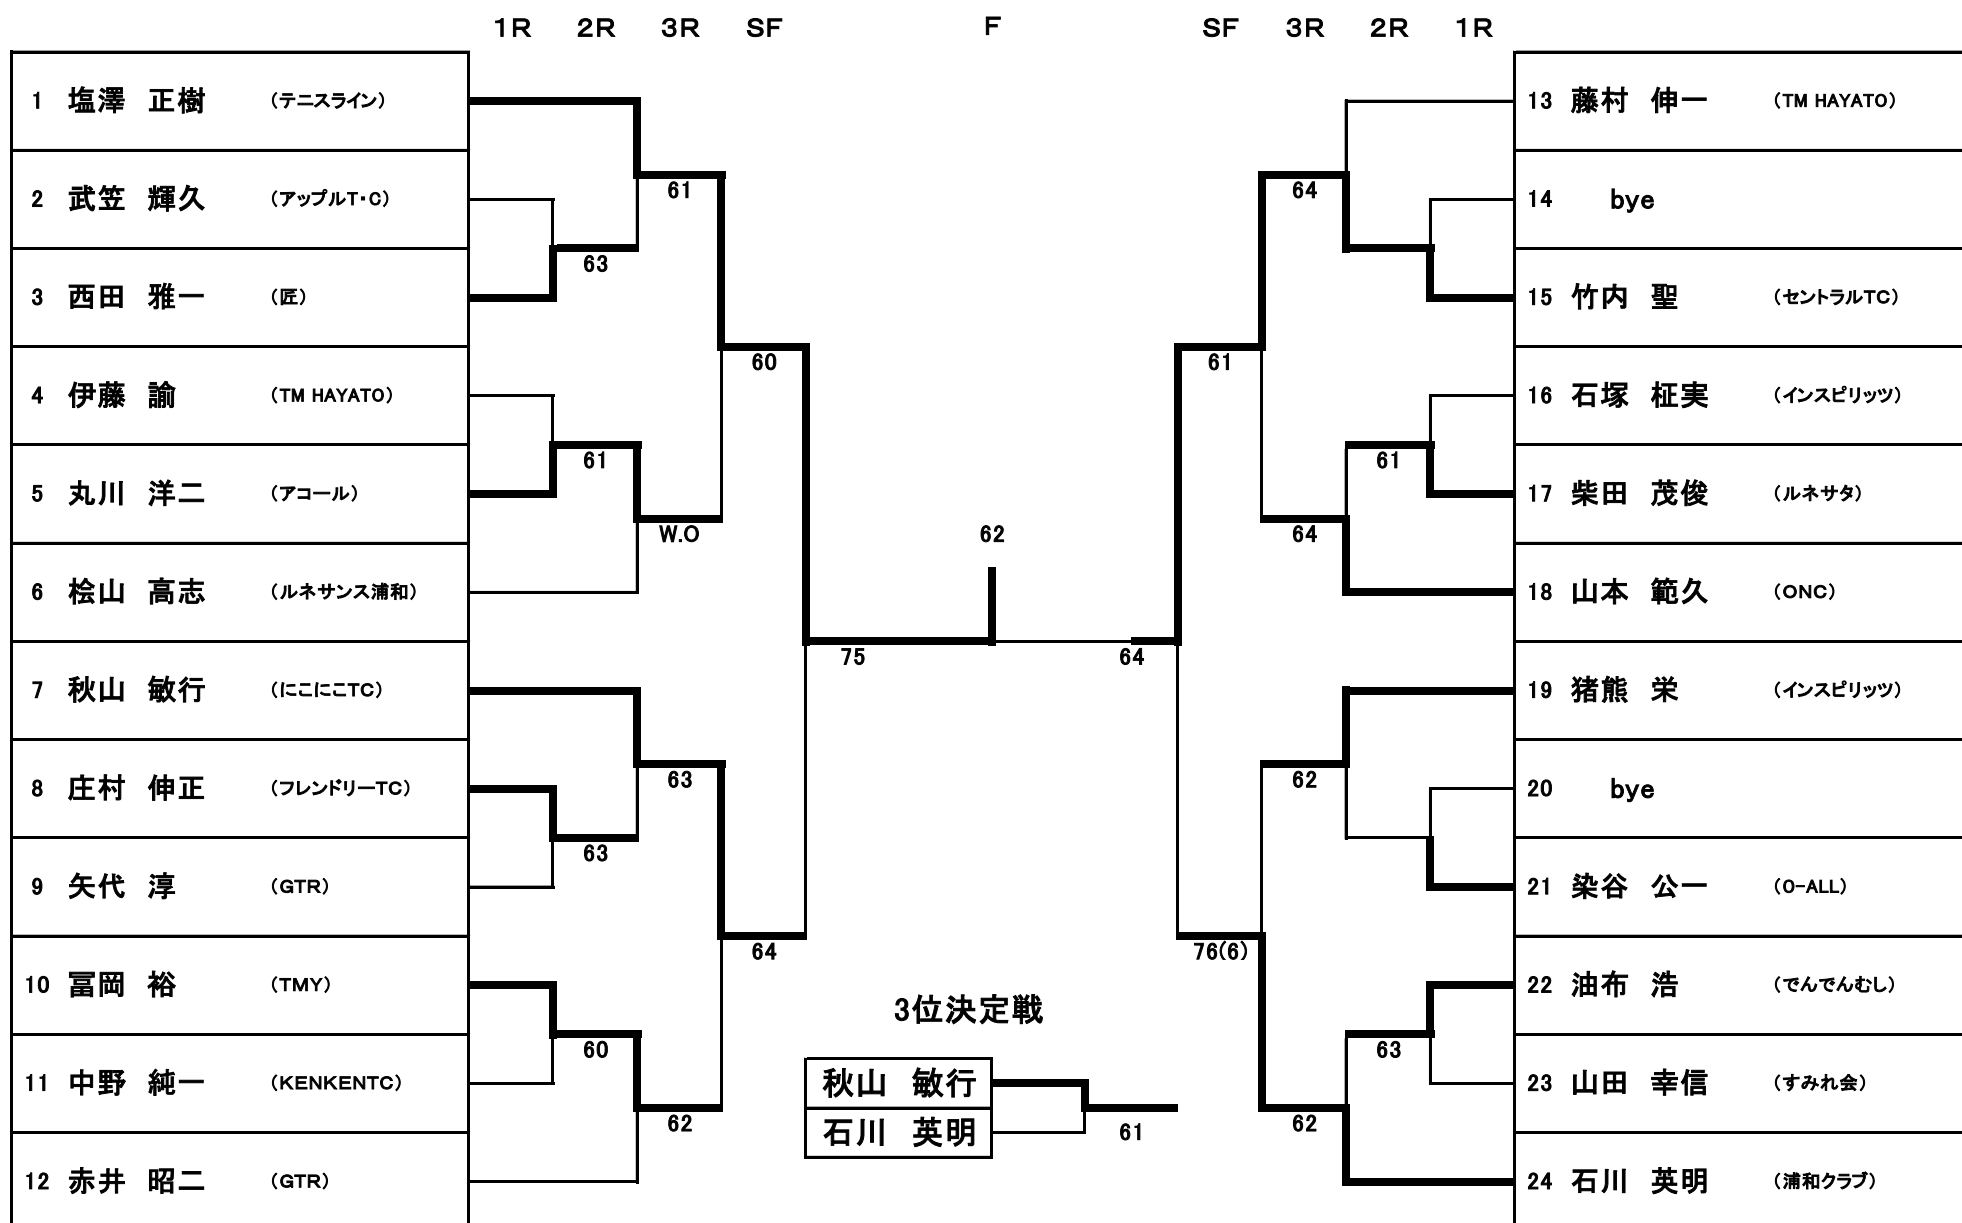 1R 2R 3R SF F SF 3R 2R 1R
1 塩澤 正樹 (テニスライン) 13 藤村 伸一 (TM HAYATO)
61 64
2 武笠 輝久 (アップルT・C) 14 bye
63
3 西田 雅一 (匠) 15 竹内 聖 (セントラルTC)
60 61
4 伊藤 諭 (TM HAYATO) 16 石塚 柾実 (インスピリッツ)
61 61
5 丸川 洋二 (アコール) 17 柴田 茂俊 (ルネサタ)
W.O 62 64
6 桧山 高志 (ルネサンス浦和) 18 山本 範久 (ONC)
75 64
7 秋山 敏行 (にこにこTC) 19 猪熊 栄 (インスピリッツ)
63 62
8 庄村 伸正 (フレンドリーTC) 20 bye
63
9 矢代 淳 (GTR) 21 染谷 公一 (O-ALL)
64 76(6)
10 冨岡 裕 (TMY) 22 油布 浩 (でんでんむし)
3位決定戦
60 63
11 中野 純一 (KENKENTC) 秋山 敏行 23 山田 幸信 (すみれ会)
62 石川 英明 61 62
12 赤井 昭二 (GTR) 24 石川 英明 (浦和クラブ)